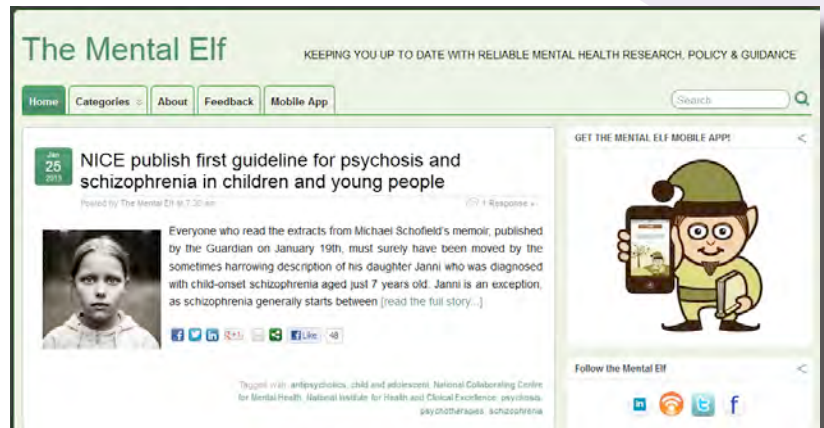 The Mental Elf
KEEPING YOU UP TO DATE WITH RELIABLE MENTAL HEALTH RESEARCH, POLICY & GUIDANCE
Home Categories About Feedback Mobile App Search
Jan
25
2013
NICE publish first guideline for psychosis and
schizophrenia in children and young people
Posted by The Mental Elf at 7:30 am
1 Response »
Everyone who read the extracts from Michael Schofield's memoir, published
by the Guardian on January 19th, must surely have been moved by the
sometimes harrowing description of his daughter Janni who was diagnosed
with child-onset schizophrenia aged just 7 years old. Janni is an exception,
as schizophrenia generally starts between [read the full story...]
Like 48
Tagged with: antipsychotics, child and adolescent, National Collaborating Centre
for Mental Health, National Institute for Health and Clinical Excellence, psychosis,
psychotherapies, schizophrenia
GET THE MENTAL ELF MOBILE APP!
Follow the Mental Elf